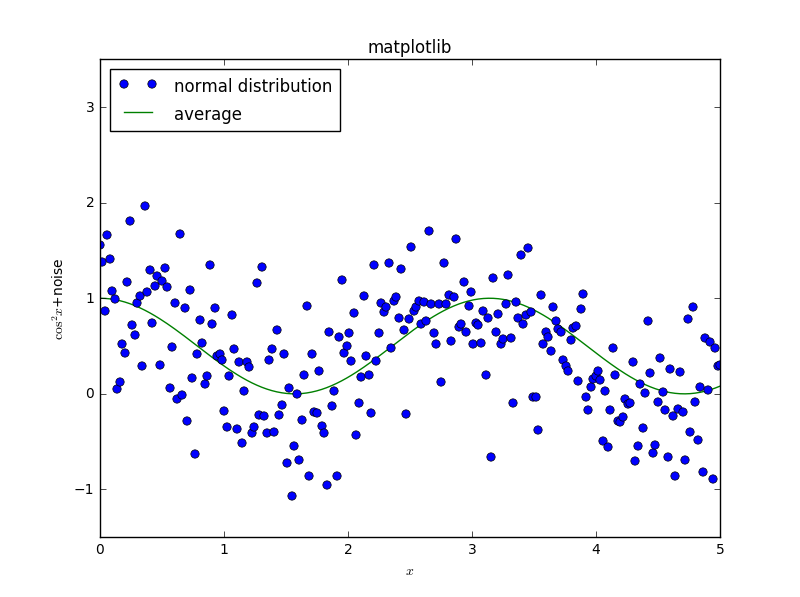 matplotlib
normal distribution
average
cos²x+noise
3
2
1
0
−1
0 1 2 3 4 5
x